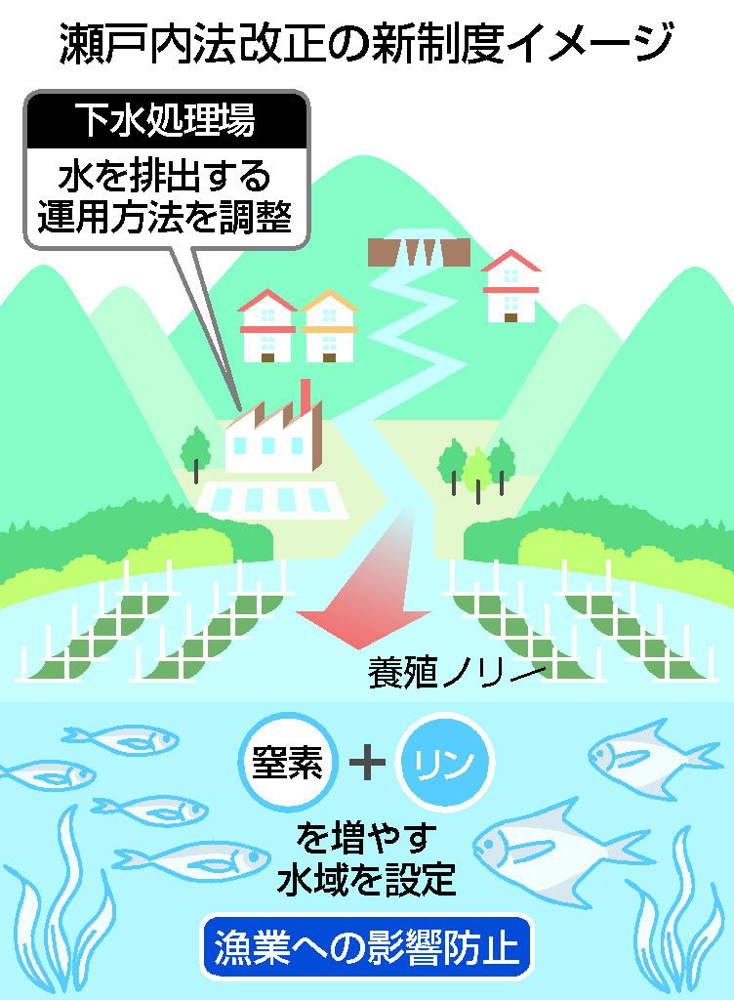 瀬戸内法改正の新制度イメージ
下水処理場
水を排出する
運用方法を調整
養殖ノリ
窒素+リン
を増やす
水域を設定
漁業への影響防止